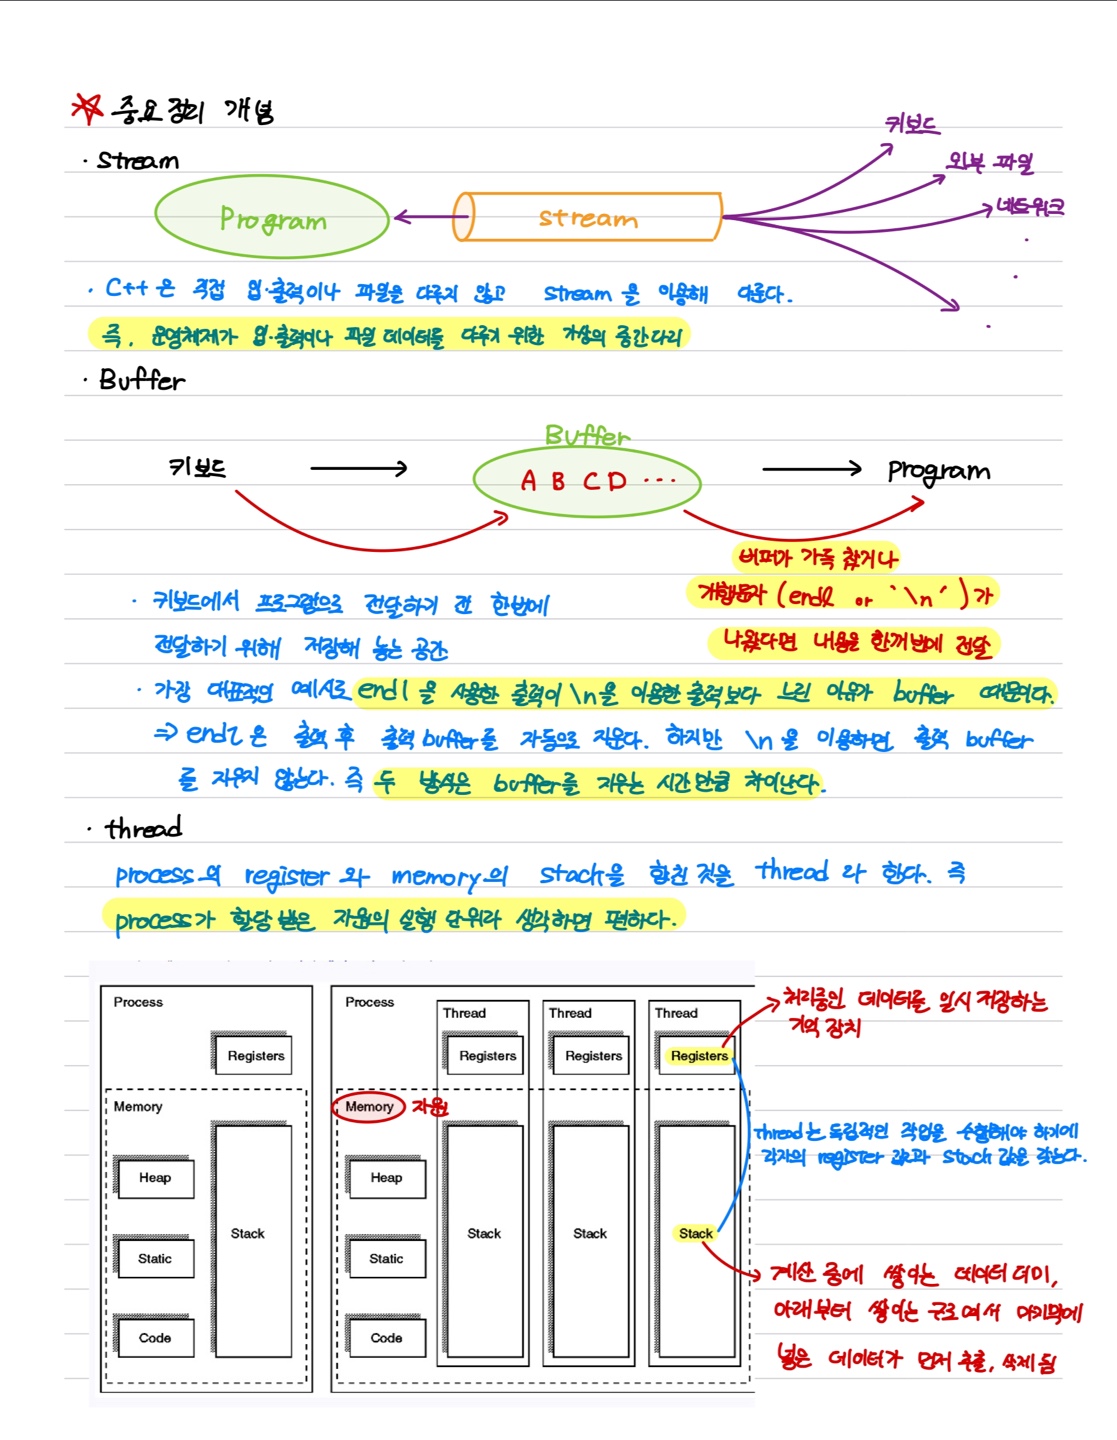 중요정리 개념
· Stream
키보드
외부 파일
네트워크
Program
stream
· C++은 직접 입·출력이나 파일을 다루지 않고 stream을 이용해 다룬다.
즉, 운영체제가 입·출력이나 파일 데이터를 다루기 위한 가상의 중간다리
· Buffer
Buffer
키보드
A B C D ···
Program
버퍼가 가득 찼거나
개행문자 (endl or '\n')가
나왔다면 내용을 한꺼번에 전달
· 키보드에서 프로그램으로 전달하기 전 한번에
전달하기 위해 저장해 놓는 공간
· 가장 대표적인 예시로 endl을 사용한 출력이 \n을 이용한 출력보다 느린 이유가 buffer 때문이다.
⇒ endl은 출력 후 출력 buffer를 자동으로 지운다. 하지만 \n을 이용하면 출력 buffer
를 지우지 않는다. 즉 두 방식은 buffer를 지우는 시간만큼 차이난다.
· thread
process의 register와 memory의 stack을 합친 것을 thread라 한다. 즉
process가 할당 받은 자원의 실행 단위라 생각하면 편하다.
Process
Registers
Memory
Heap
Static
Code
Stack
Process
Memory
자원
Heap
Static
Code
Thread
Registers
Stack
Thread
Registers
Stack
Thread
Registers
Stack
처리중인 데이터를 일시 저장하는
기억 장치
thread는 독립적인 작업을 수행해야 하기에
각자의 register 값과 stack 값을 갖는다.
계산 중에 쌓이는 데이터 더미,
아래부터 쌓이는 구조여서 마지막에
넣은 데이터가 먼저 추출, 삭제 됨